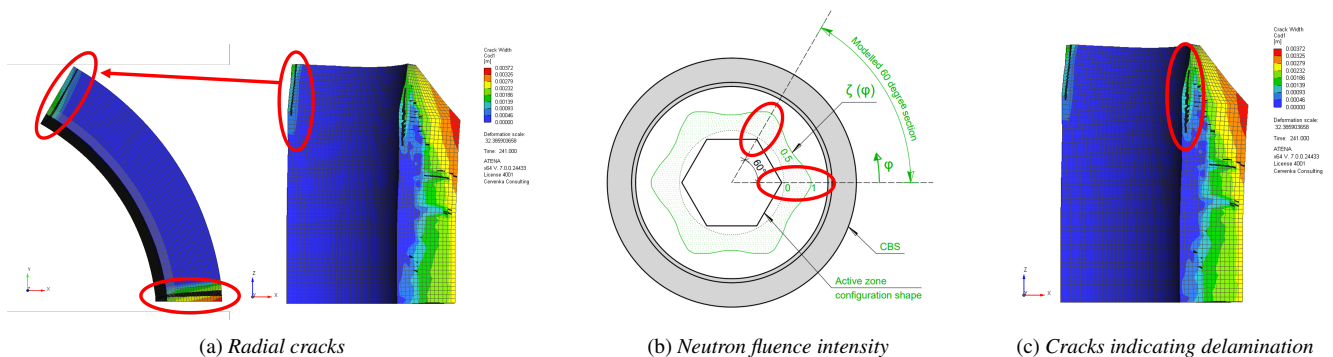 Crack Width
Cod1
[m]
0.00372
0.00325
0.00279
0.00232
0.00186
0.00139
0.00093
0.00046
0.00000
Deformation scale:
32.365903658
Time: 241.000
ATENA
x64 V: 7.0.0.24433
License 4001
Cervenka Consulting
Y
X
Z
X
(a) Radial cracks
Modelled 60 degree section
ζ (φ)
0.5
60°
0
1
φ
CBS
Active zone
configuration shape
(b) Neutron fluence intensity
Crack Width
Cod1
[m]
0.00372
0.00325
0.00279
0.00232
0.00186
0.00139
0.00093
0.00046
0.00000
Deformation scale:
32.365903658
Time: 241.000
ATENA
x64 V: 7.0.0.24433
License 4001
Cervenka Consulting
Z
X
(c) Cracks indicating delamination